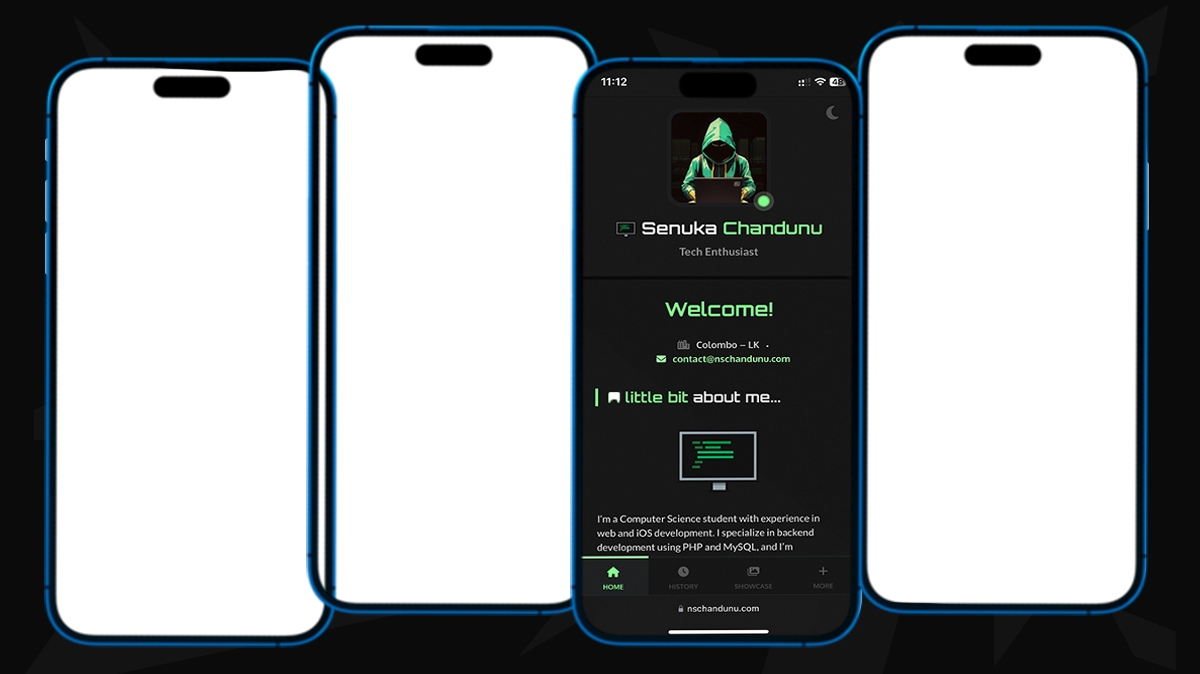 11:12
48
Senuka Chandunu
Tech Enthusiast
Welcome!
Colombo – LK
contact@nschandunu.com
little bit about me...
I'm a Computer Science student with experience in
web and iOS development. I specialize in backend
development using PHP and MySQL, and I'm
HOME HISTORY SHOWCASE MORE
nschandunu.com